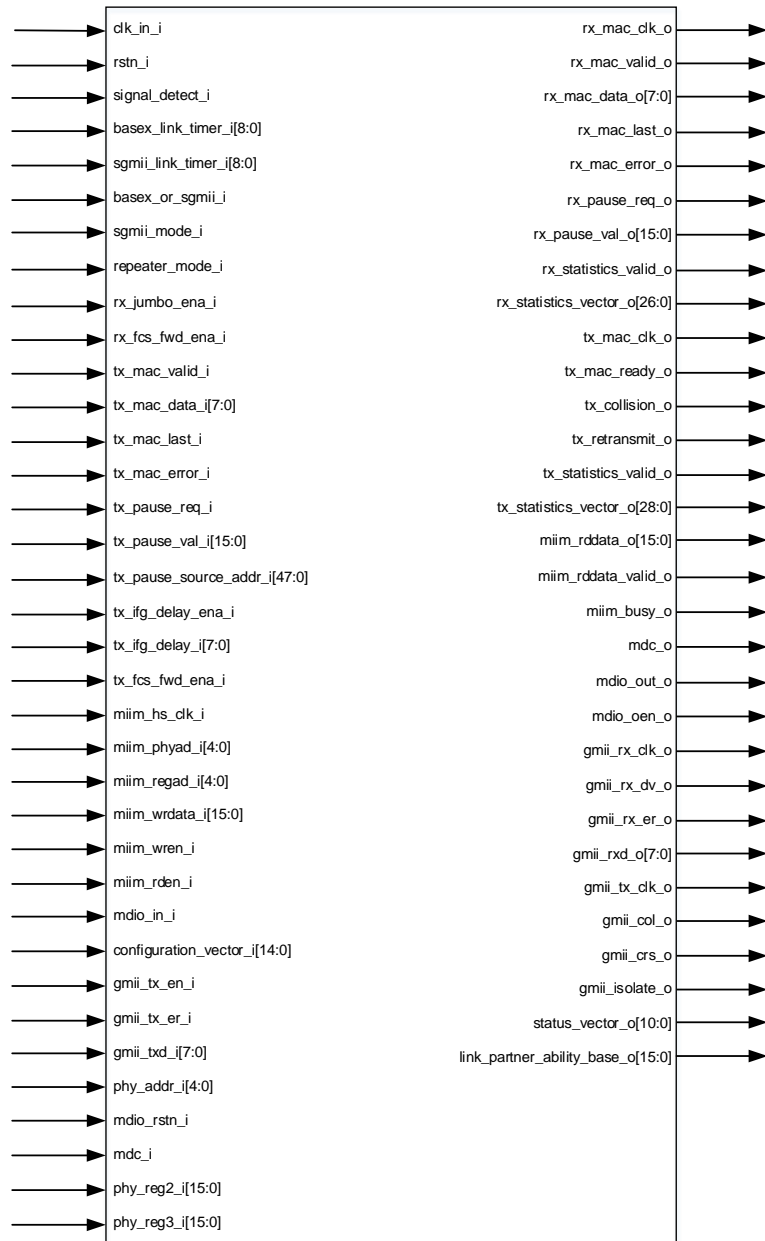 clk_in_i
rstn_i
signal_detect_i
basex_link_timer_i[8:0]
sgmii_link_timer_i[8:0]
basex_or_sgmii_i
sgmii_mode_i
repeater_mode_i
rx_jumbo_ena_i
rx_fcs_fwd_ena_i
tx_mac_valid_i
tx_mac_data_i[7:0]
tx_mac_last_i
tx_mac_error_i
tx_pause_req_i
tx_pause_val_i[15:0]
tx_pause_source_addr_i[47:0]
tx_ifg_delay_ena_i
tx_ifg_delay_i[7:0]
tx_fcs_fwd_ena_i
miim_hs_clk_i
miim_phyad_i[4:0]
miim_regad_i[4:0]
miim_wrdata_i[15:0]
miim_wren_i
miim_rden_i
mdio_in_i
configuration_vector_i[14:0]
gmii_tx_en_i
gmii_tx_er_i
gmii_txd_i[7:0]
phy_addr_i[4:0]
mdio_rstn_i
mdc_i
phy_reg2_i[15:0]
phy_reg3_i[15:0]
rx_mac_clk_o
rx_mac_valid_o
rx_mac_data_o[7:0]
rx_mac_last_o
rx_mac_error_o
rx_pause_req_o
rx_pause_val_o[15:0]
rx_statistics_valid_o
rx_statistics_vector_o[26:0]
tx_mac_clk_o
tx_mac_ready_o
tx_collision_o
tx_retransmit_o
tx_statistics_valid_o
tx_statistics_vector_o[28:0]
miim_rddata_o[15:0]
miim_rddata_valid_o
miim_busy_o
mdc_o
mdio_out_o
mdio_oen_o
gmii_rx_clk_o
gmii_rx_dv_o
gmii_rx_er_o
gmii_rxd_o[7:0]
gmii_tx_clk_o
gmii_col_o
gmii_crs_o
gmii_isolate_o
status_vector_o[10:0]
link_partner_ability_base_o[15:0]